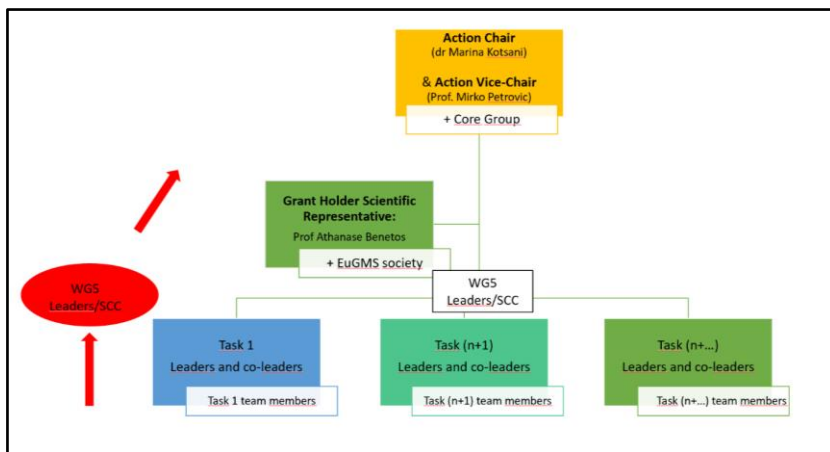 Action Chair
(dr Marina Kotsani)
& Action Vice-Chair
(Prof. Mirko Petrovic)
+ Core Group
Grant Holder Scientific
Representative:
Prof Athanase Benetos
+ EuGMS society
WG5
Leaders/SCC
WG5
Leaders/SCC
Task 1
Leaders and co-leaders
Task 1 team members
Task (n+1)
Leaders and co-leaders
Task (n+1) team members
Task (n+...)
Leaders and co-leaders
Task (n+...) team members